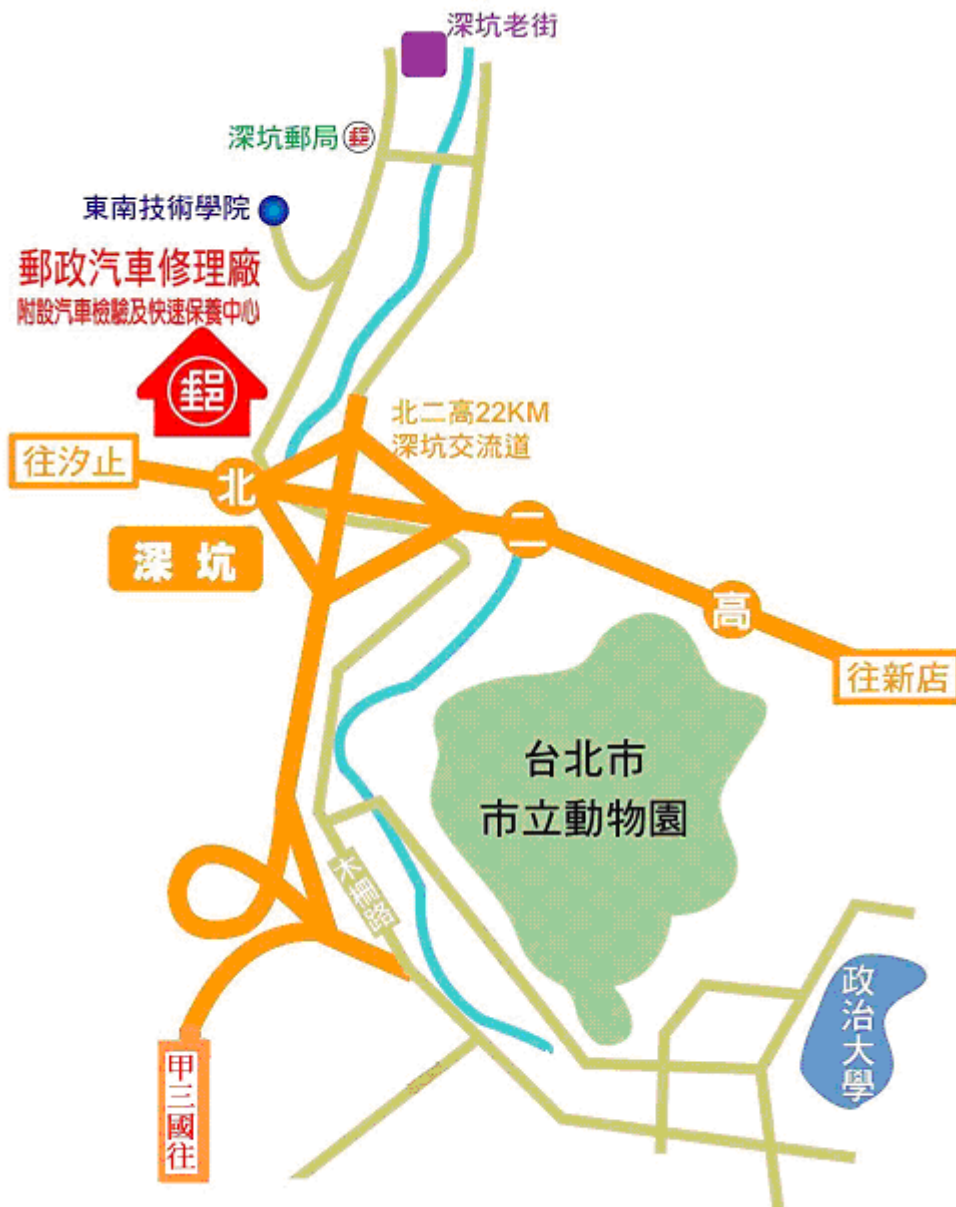 深坑老街
深坑郵局
郵
東南技術學院
郵政汽車修理廠
附設汽車檢驗及快速保養中心
郵
北二高22KM
深坑交流道
往汐止
北
二
高
深坑
往新店
台北市
市立動物園
木柵路
政治大學
甲三國往